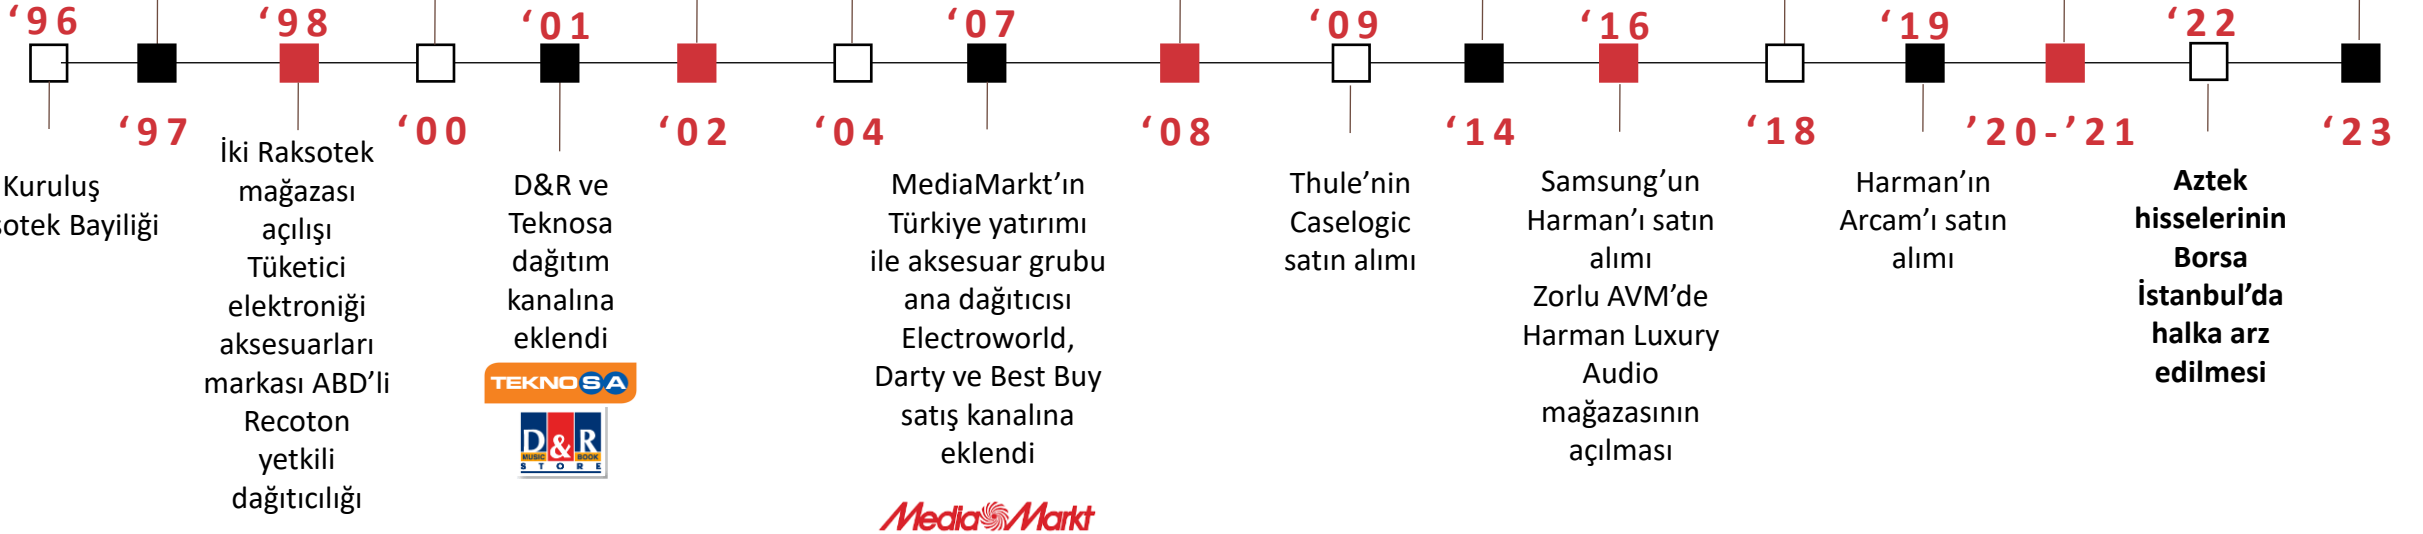 ‘96
‘98
‘01
‘07
‘09
‘16
‘19
‘22
‘97
‘00
‘02
‘04
‘08
‘14
‘18
’20-’21
‘23
Kuruluş
Bayiliği
İki Raksotek
mağazası
açılışı
Tüketici
elektroniği
aksesuarları
markası ABD’li
Recoton
yetkili
dağıtıcılığı
D&R ve
Teknosa
dağıtım
kanalına
eklendi
TEKNOSA
D&R
MUSIC BOOK
STORE
MediaMarkt’ın
Türkiye yatırımı
ile aksesuar grubu
ana dağıtıcısı
Electroworld,
Darty ve Best Buy
satış kanalına
eklendi
MediaMarkt
Thule’nin
Caselogic
satın alımı
Samsung’un
Harman’ı satın
alımı
Zorlu AVM’de
Harman Luxury
Audio
mağazasının
açılması
Harman’ın
Arcam’ı satın
alımı
Aztek
hisselerinin
Borsa
İstanbul’da
halka arz
edilmesi